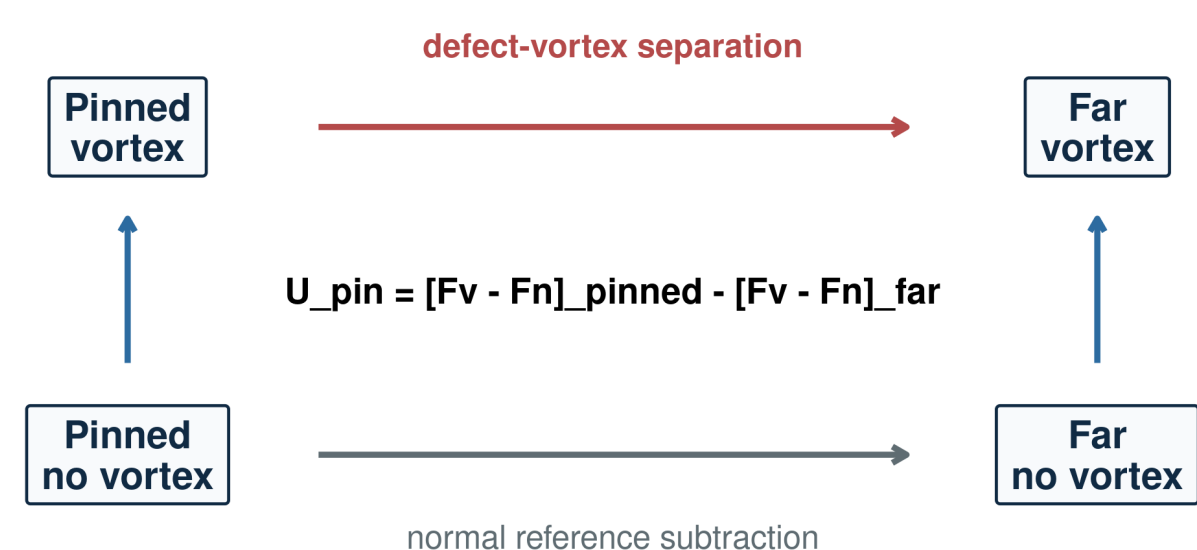 defect-vortex separation
Pinned
vortex
Far
vortex
U_pin = [Fv - Fn]_pinned - [Fv - Fn]_far
Pinned
no vortex
Far
no vortex
normal reference subtraction